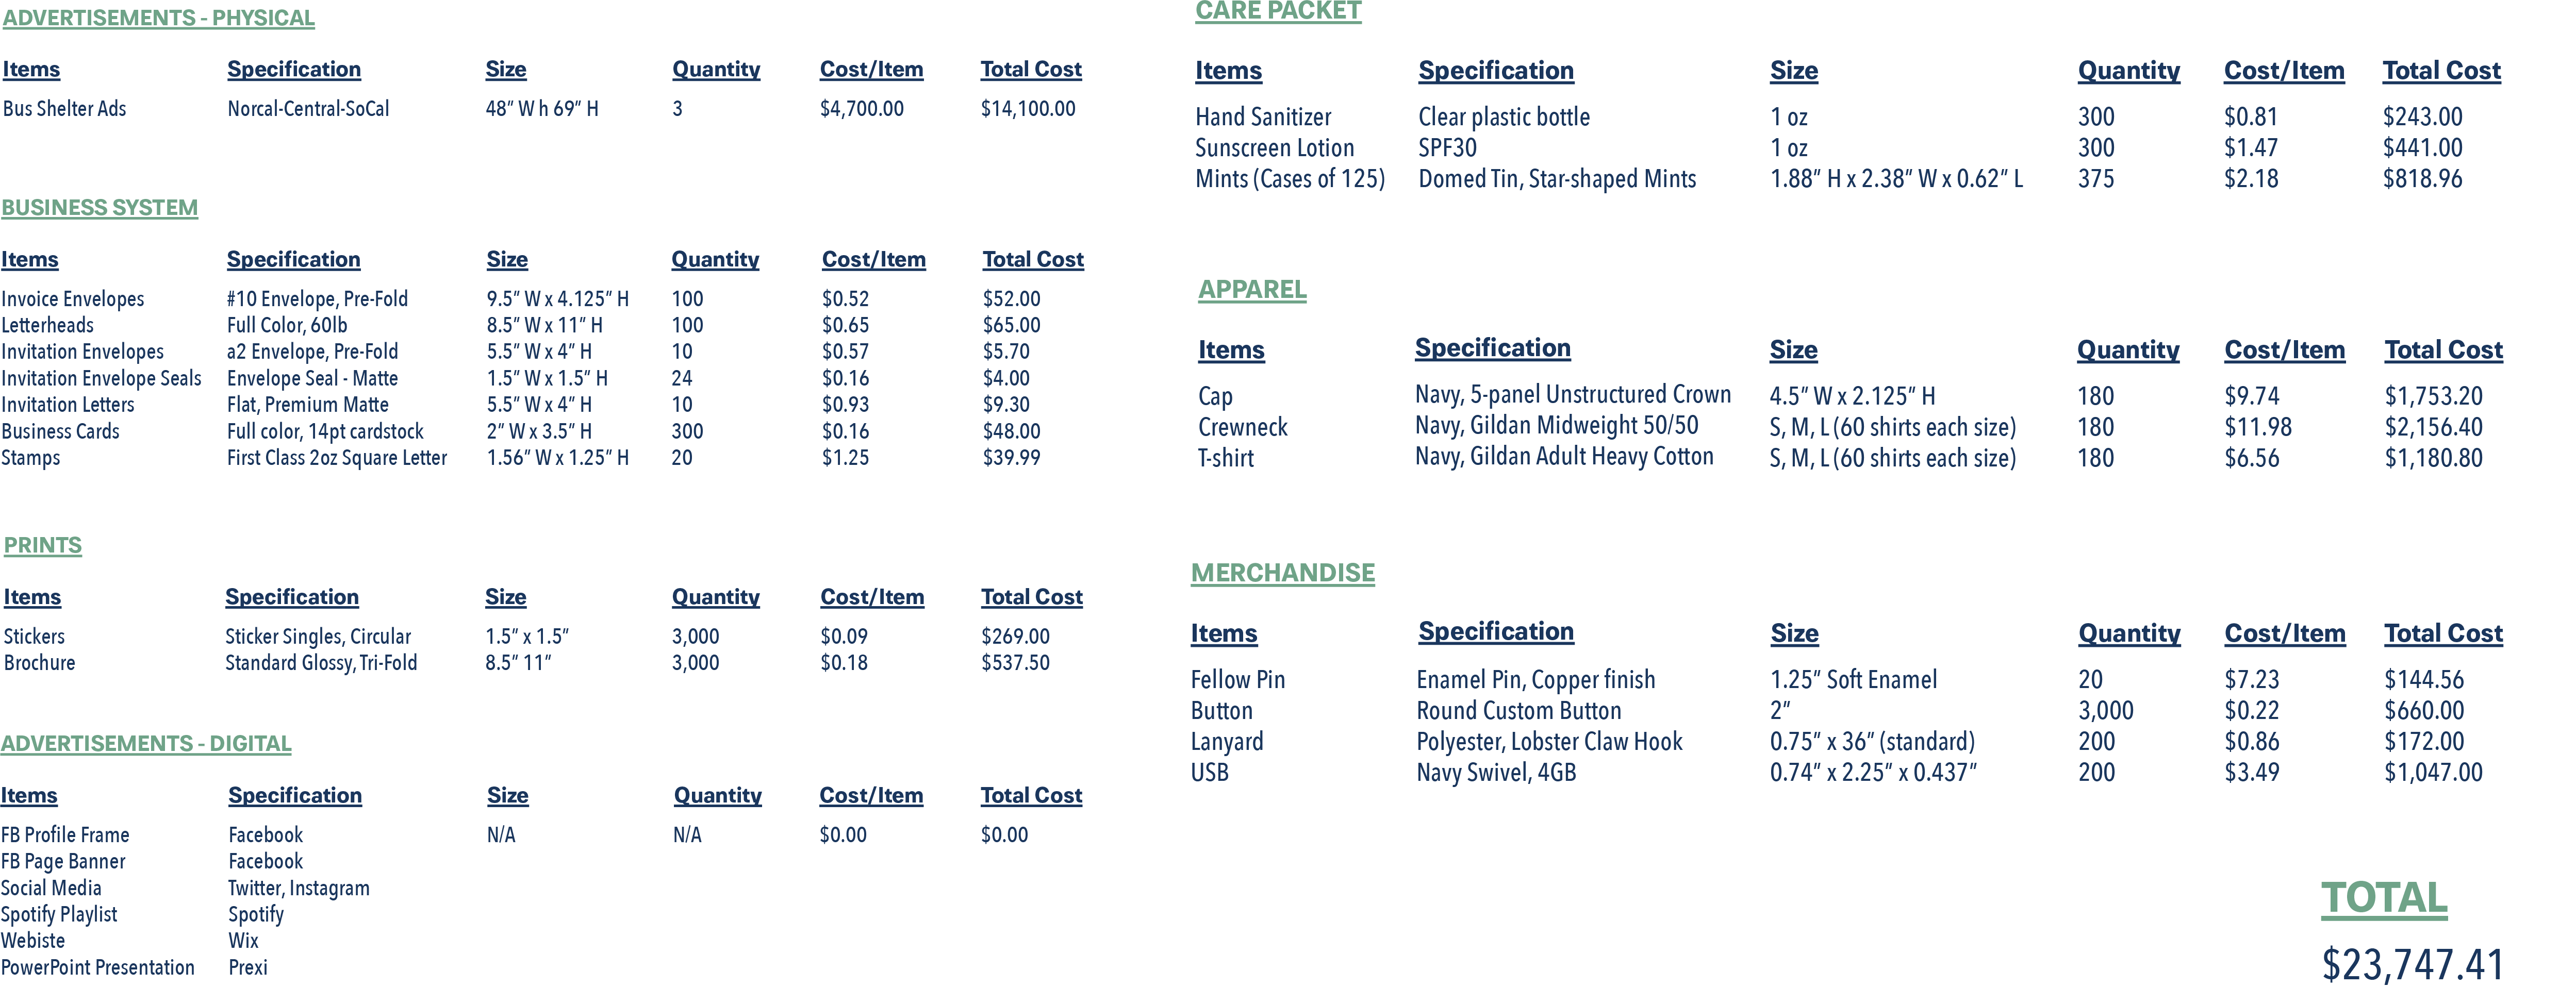 ADVERTISEMENTS - PHYSICAL
Items Specification Size Quantity Cost/Item Total Cost
Bus Shelter Ads Norcal-Central-SoCal 48" W h 69" H 3 $4,700.00 $14,100.00
BUSINESS SYSTEM
Items Specification Size Quantity Cost/Item Total Cost
Invoice Envelopes #10 Envelope, Pre-Fold 9.5" W x 4.125" H 100 $0.52 $52.00
Letterheads Full Color, 60lb 8.5" W x 11" H 100 $0.65 $65.00
Invitation Envelopes a2 Envelope, Pre-Fold 5.5" W x 4" H 10 $0.57 $5.70
Invitation Envelope Seals Envelope Seal - Matte 1.5" W x 1.5" H 24 $0.16 $4.00
Invitation Letters Flat, Premium Matte 5.5" W x 4" H 10 $0.93 $9.30
Business Cards Full color, 14pt cardstock 2" W x 3.5" H 300 $0.16 $48.00
Stamps First Class 2oz Square Letter 1.56" W x 1.25" H 20 $1.25 $39.99
PRINTS
Items Specification Size Quantity Cost/Item Total Cost
Stickers Sticker Singles, Circular 1.5" x 1.5" 3,000 $0.09 $269.00
Brochure Standard Glossy, Tri-Fold 8.5" 11" 3,000 $0.18 $537.50
ADVERTISEMENTS - DIGITAL
Items Specification Size Quantity Cost/Item Total Cost
FB Profile Frame Facebook N/A N/A $0.00 $0.00
FB Page Banner Facebook
Social Media Twitter, Instagram
Spotify Playlist Spotify
Webiste Wix
PowerPoint Presentation Prexi
CARE PACKET
Items Specification Size Quantity Cost/Item Total Cost
Hand Sanitizer Clear plastic bottle 1 oz 300 $0.81 $243.00
Sunscreen Lotion SPF30 1 oz 300 $1.47 $441.00
Mints (Cases of 125) Domed Tin, Star-shaped Mints 1.88" H x 2.38" W x 0.62" L 375 $2.18 $818.96
APPAREL
Items Specification Size Quantity Cost/Item Total Cost
Cap Navy, 5-panel Unstructured Crown 4.5" W x 2.125" H 180 $9.74 $1,753.20
Crewneck Navy, Gildan Midweight 50/50 S, M, L (60 shirts each size) 180 $11.98 $2,156.40
T-shirt Navy, Gildan Adult Heavy Cotton S, M, L (60 shirts each size) 180 $6.56 $1,180.80
MERCHANDISE
Items Specification Size Quantity Cost/Item Total Cost
Fellow Pin Enamel Pin, Copper finish 1.25" Soft Enamel 20 $7.23 $144.56
Button Round Custom Button 2" 3,000 $0.22 $660.00
Lanyard Polyester, Lobster Claw Hook 0.75" x 36" (standard) 200 $0.86 $172.00
USB Navy Swivel, 4GB 0.74" x 2.25" x 0.437" 200 $3.49 $1,047.00
TOTAL
$23,747.41